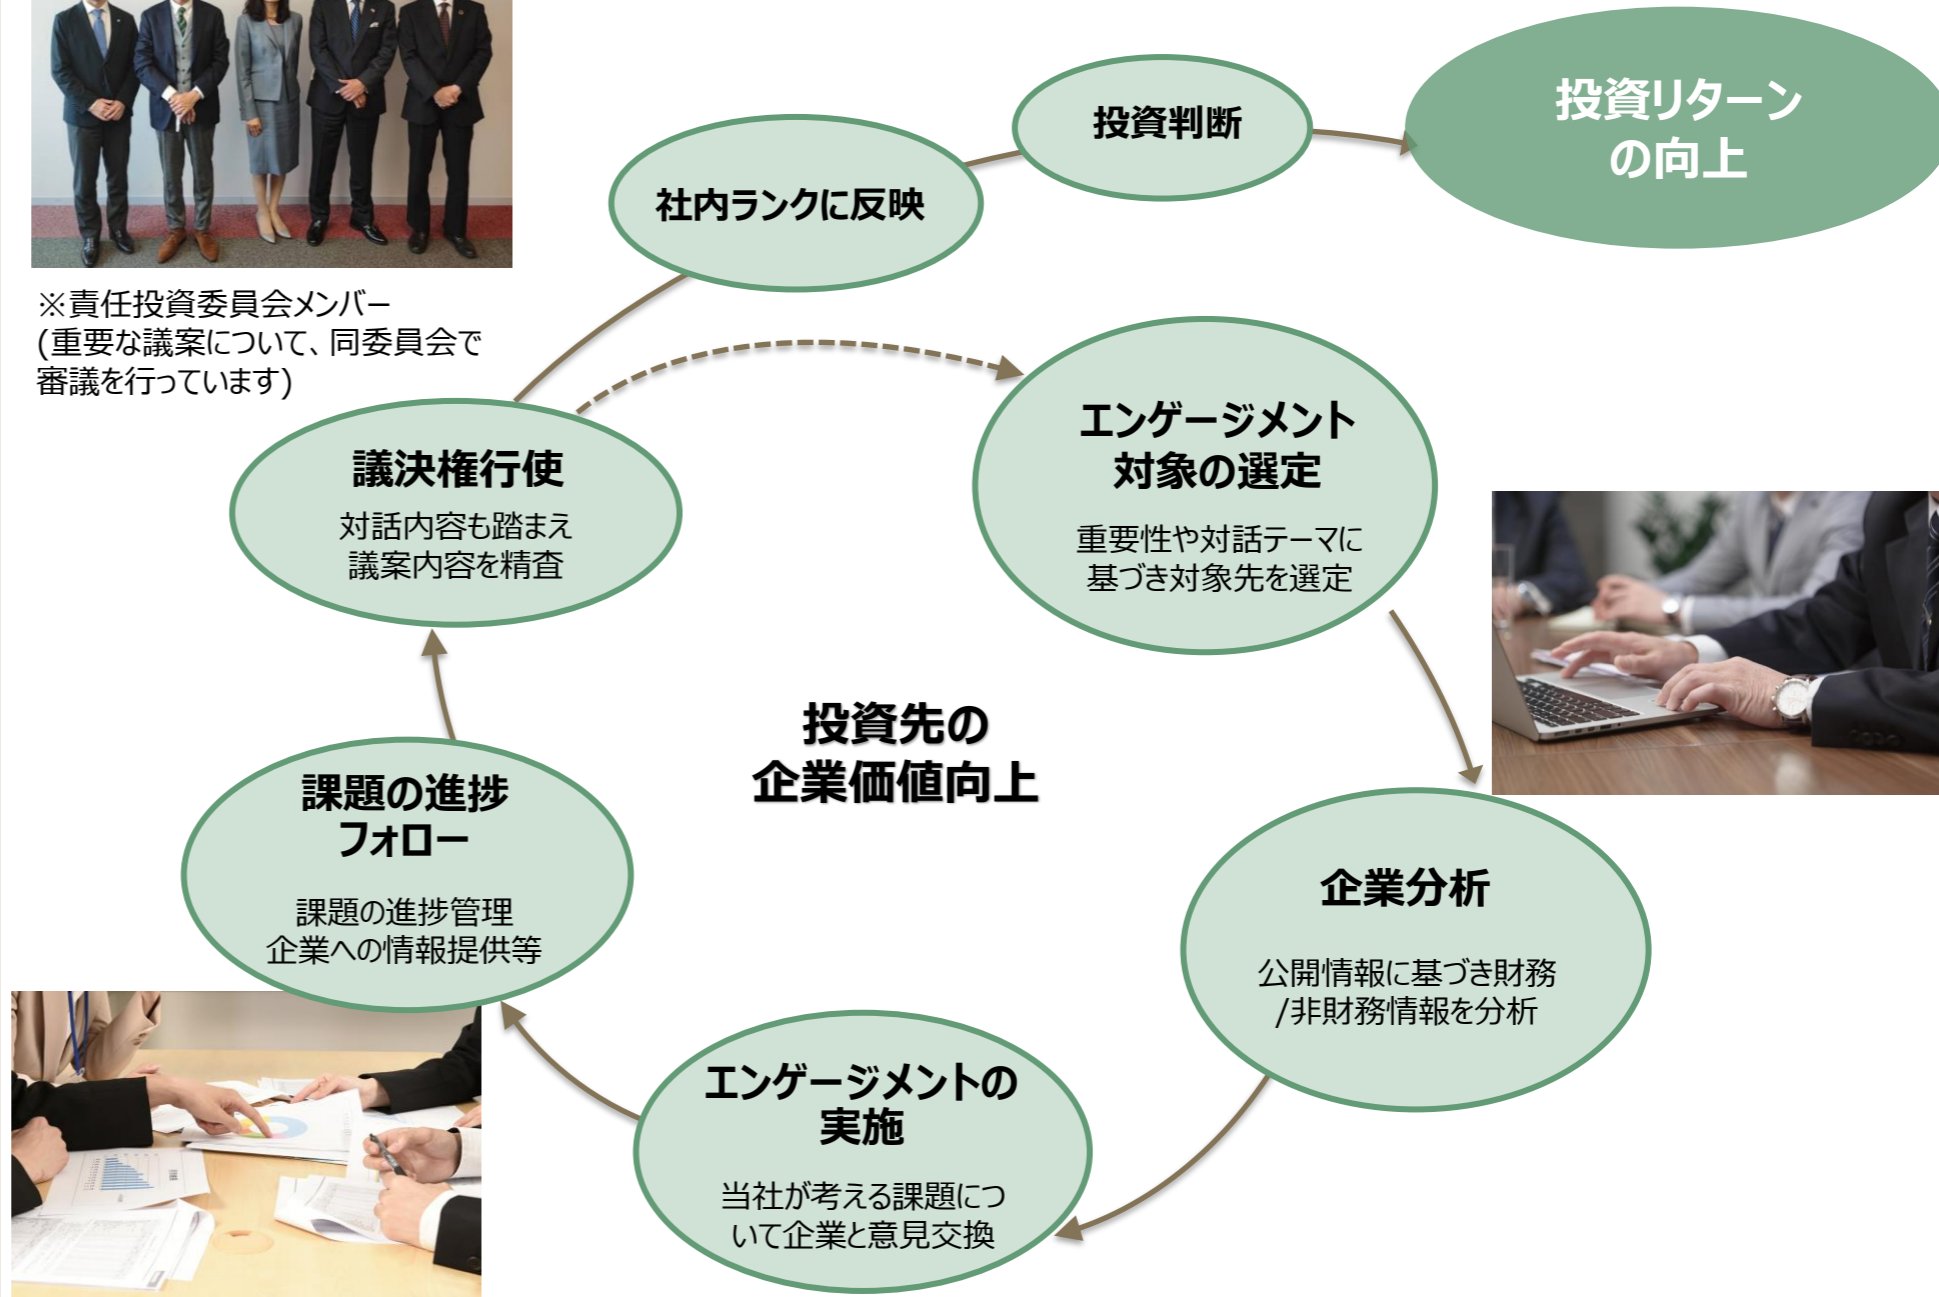 投資リターン
の向上
投資判断
社内ランクに反映
※責任投資委員会メンバー
(重要な議案について、同委員会で
審議を行っています)
議決権行使
対話内容も踏まえ
議案内容を精査
エンゲージメント
対象の選定
重要性や対話テーマに
基づき対象先を選定
投資先の
企業価値向上
課題の進捗
フォロー
課題の進捗管理
企業への情報提供等
企業分析
公開情報に基づき財務
/非財務情報を分析
エンゲージメントの
実施
当社が考える課題につ
いて企業と意見交換